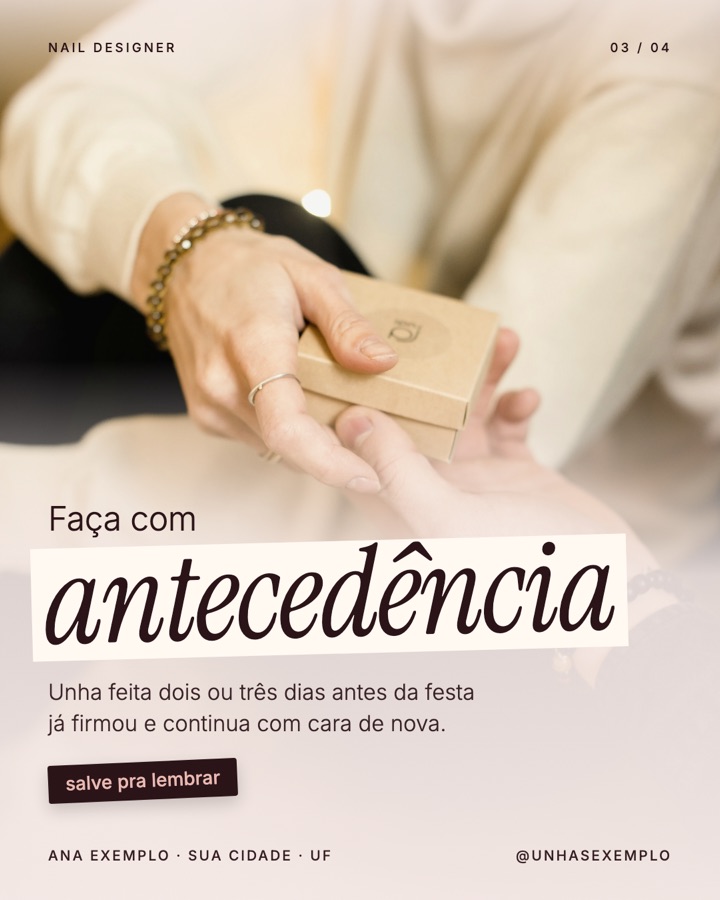 NAIL DESIGNER
03 / 04
Faça com
antecedência
Unha feita dois ou três dias antes da festa
já firmou e continua com cara de nova.
salve pra lembrar
ANA EXEMPLO · SUA CIDADE · UF
@UNHASEXEMPLO